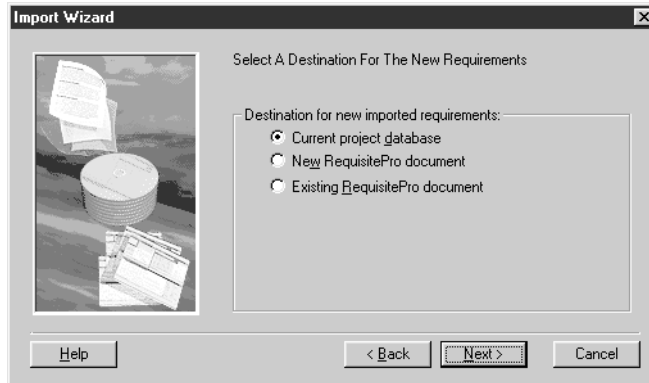 Import Wizard
Select A Destination For The New Requirements
Destination for new imported requirements:
Current project database
New RequisitePro document
Existing RequisitePro document
Help
< Back
Next >
Cancel